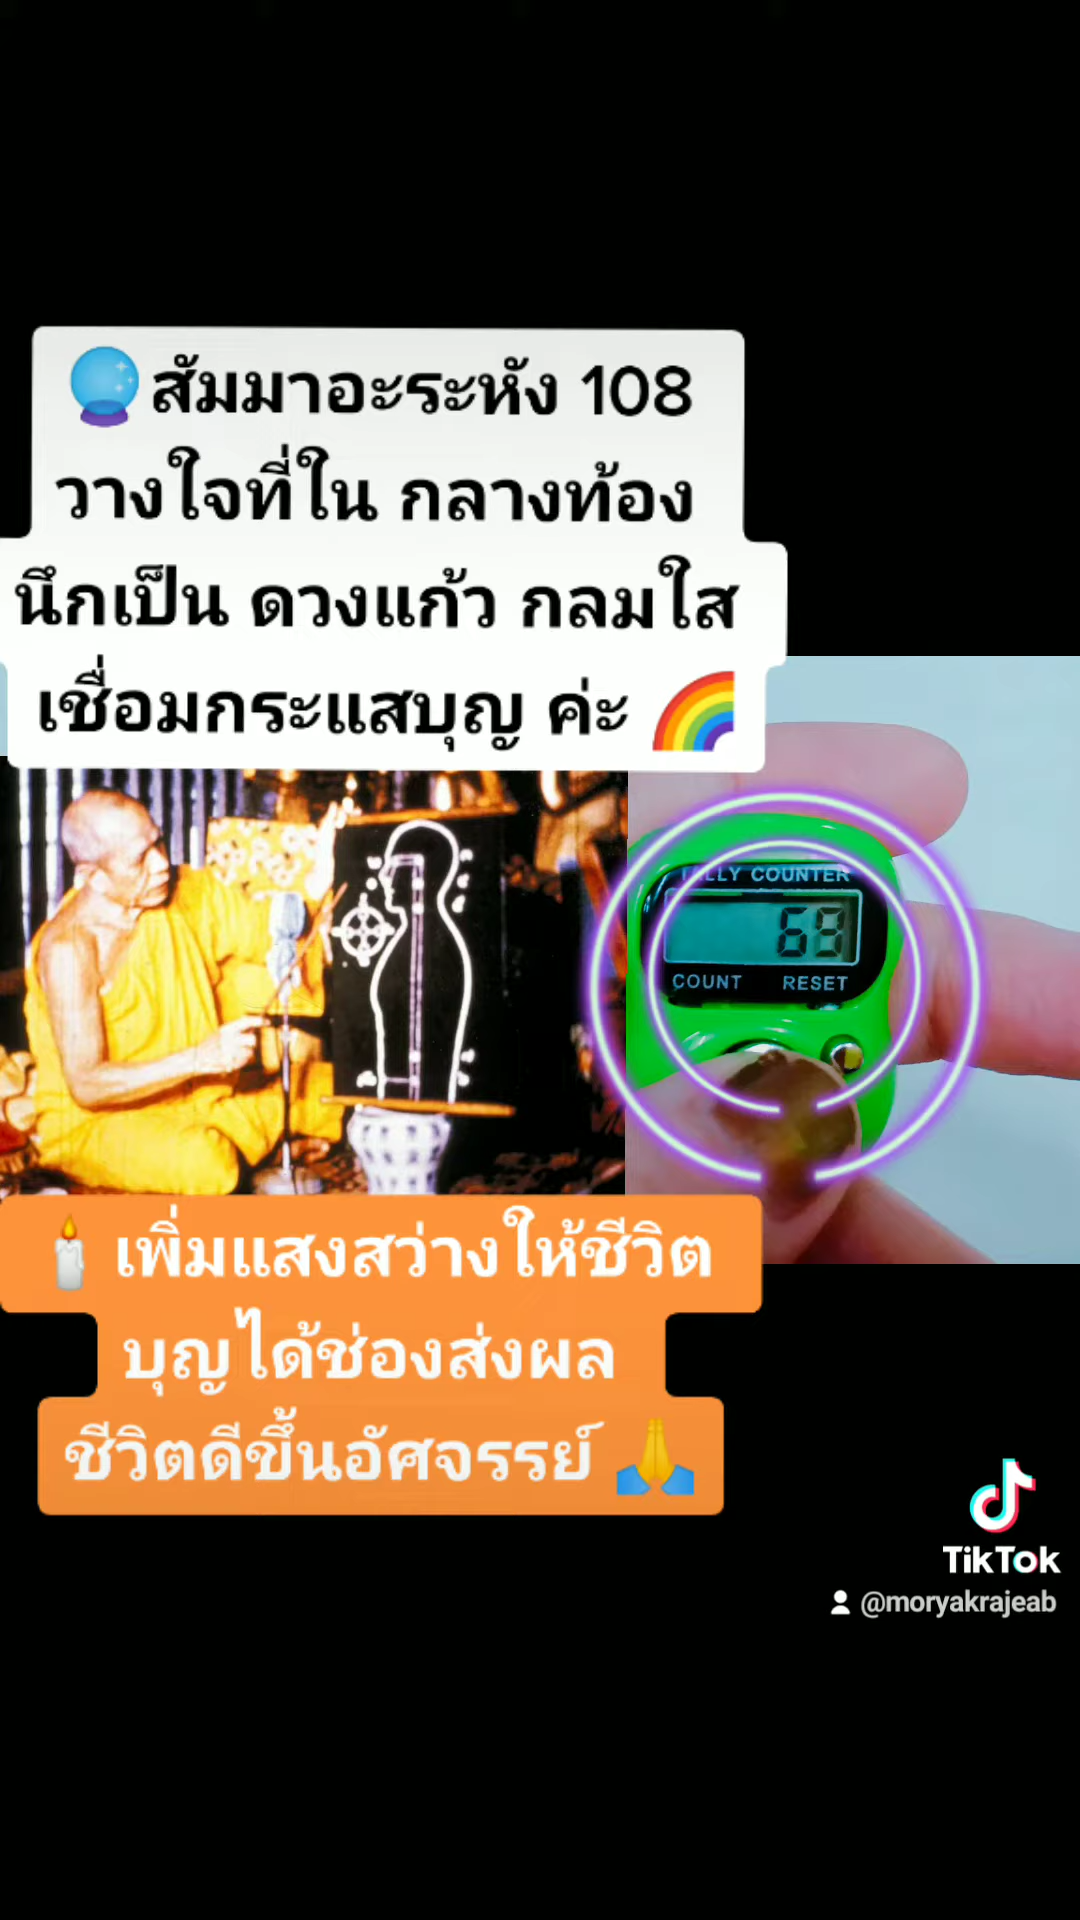 🔮สัมมาอะระหัง 108
วางใจที่ใน กลางท้อง
นึกเป็น ดวงแก้ว กลมใส
เชื่อมกระแสบุญ ค่ะ 🌈
TALLY COUNTER
69
COUNT RESET
🕯️ เพิ่มแสงสว่างให้ชีวิต
บุญได้ช่องส่งผล
ชีวิตดีขึ้นอัศจรรย์ 🙏
TikTok
@moryakrajeab